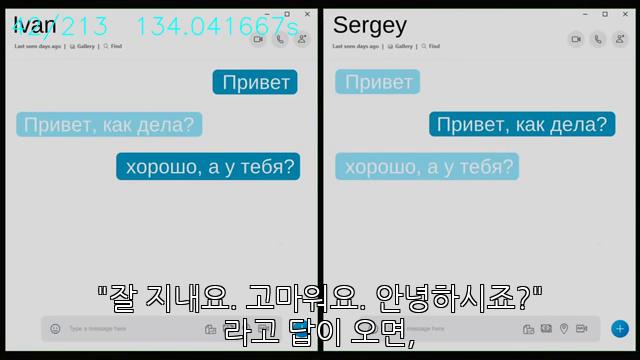 42/213 134.041667s
Ivan
Last seen days ago | Gallery | Find
Привет
Привет, как дела?
хорошо, а у тебя?
Type a message here
Sergey
Last seen days ago | Gallery | Find
Привет
Привет, как дела?
хорошо, а у тебя?
Type a message here
"잘 지내요. 고마워요. 안녕하시죠?"
라고 답이 오면,